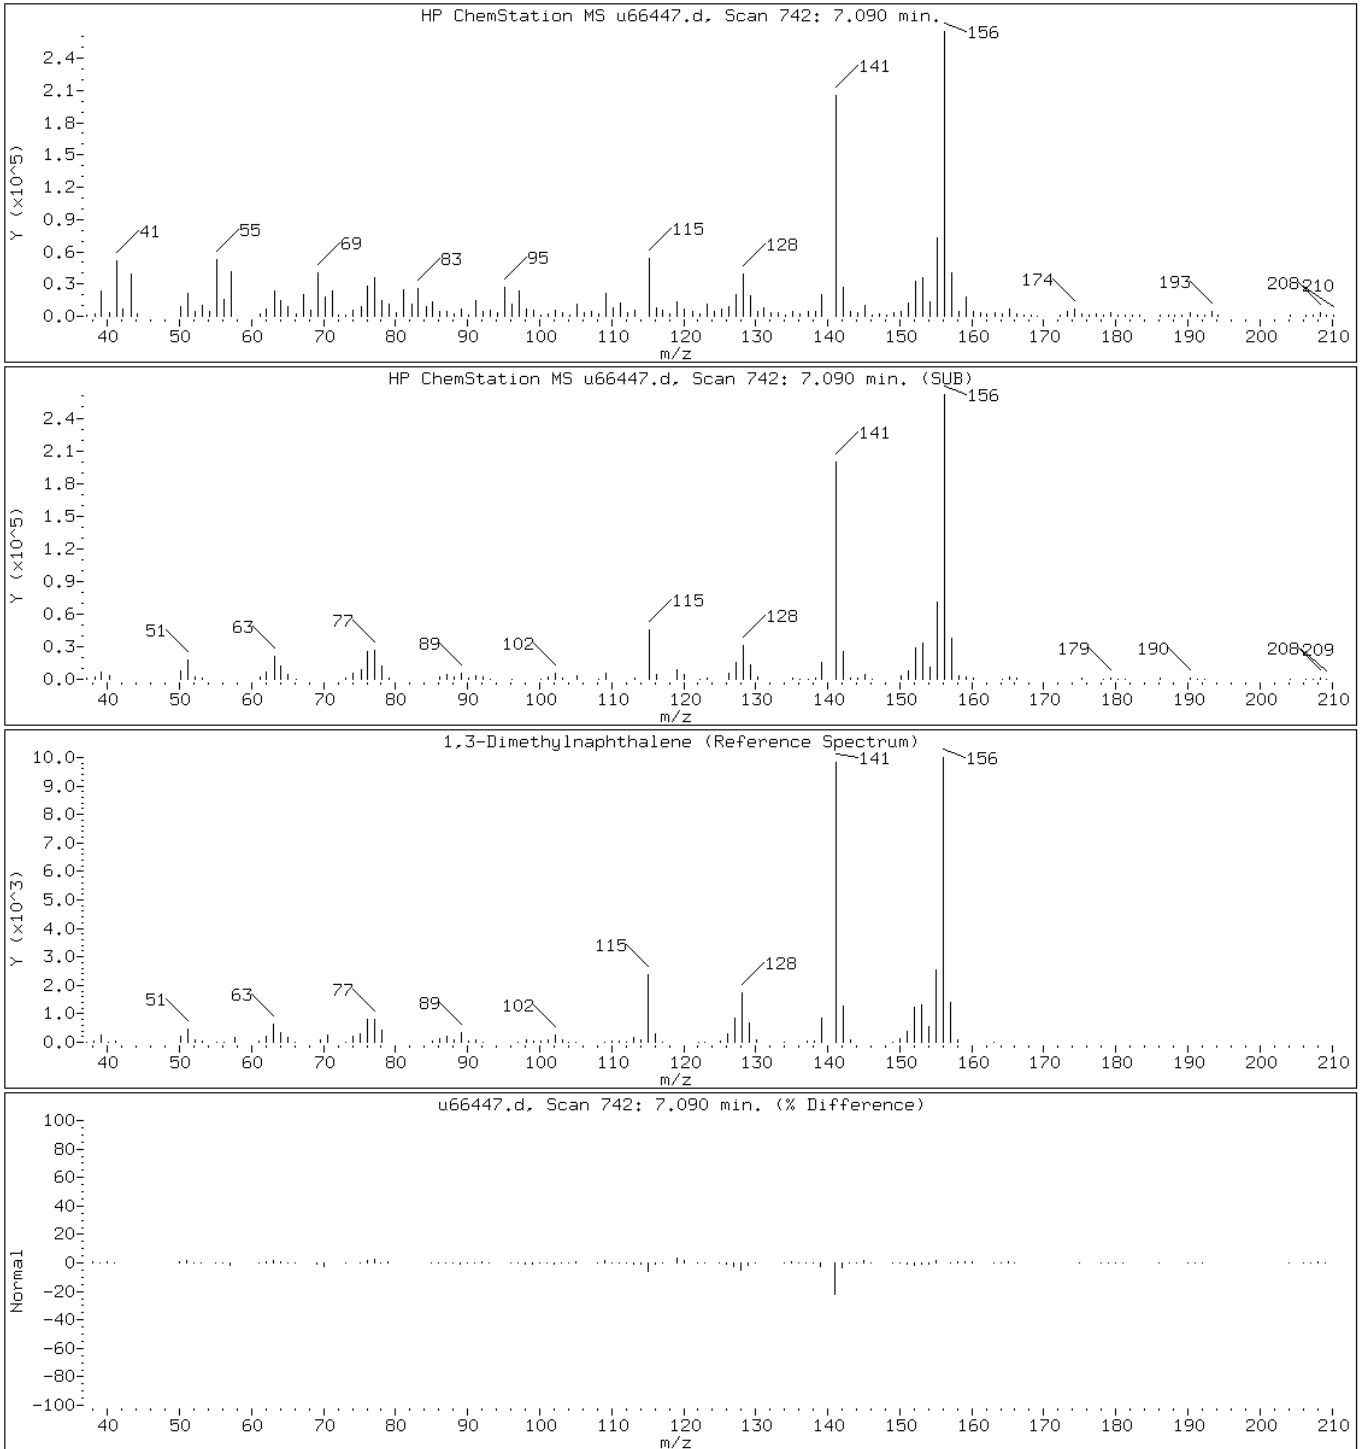 HP ChemStation MS u66447.d, Scan 742: 7.090 min.
156
2.4-
141
2.1-
1.8-
1.5-
Y (x10^5)
1.2-
0.9-
41 55 69 83 95 115 128
0.6-
0.3-
174 193 208 210
0.0-
40 50 60 70 80 90 100 110 120 130 140 150 160 170 180 190 200 210
m/z
HP ChemStation MS u66447.d, Scan 742: 7.090 min. (SUB)
156
2.4-
141
2.1-
1.8-
1.5-
Y (x10^5)
1.2-
0.9-
0.6-
51 63 77 89 102 115 128
0.3-
179 190 208 209
0.0-
40 50 60 70 80 90 100 110 120 130 140 150 160 170 180 190 200 210
m/z
1,3-Dimethylnaphthalene (Reference Spectrum)
10.0-
141 156
9.0-
8.0-
7.0-
6.0-
5.0-
Y (x10^3)
4.0-
3.0-
115 128
2.0-
51 63 77 89 102
1.0-
0.0-
40 50 60 70 80 90 100 110 120 130 140 150 160 170 180 190 200 210
m/z
u66447.d, Scan 742: 7.090 min. (% Difference)
100-
80-
60-
40-
20-
0-
Normal
-20-
-40-
-60-
-80-
-100-
40 50 60 70 80 90 100 110 120 130 140 150 160 170 180 190 200 210
m/z